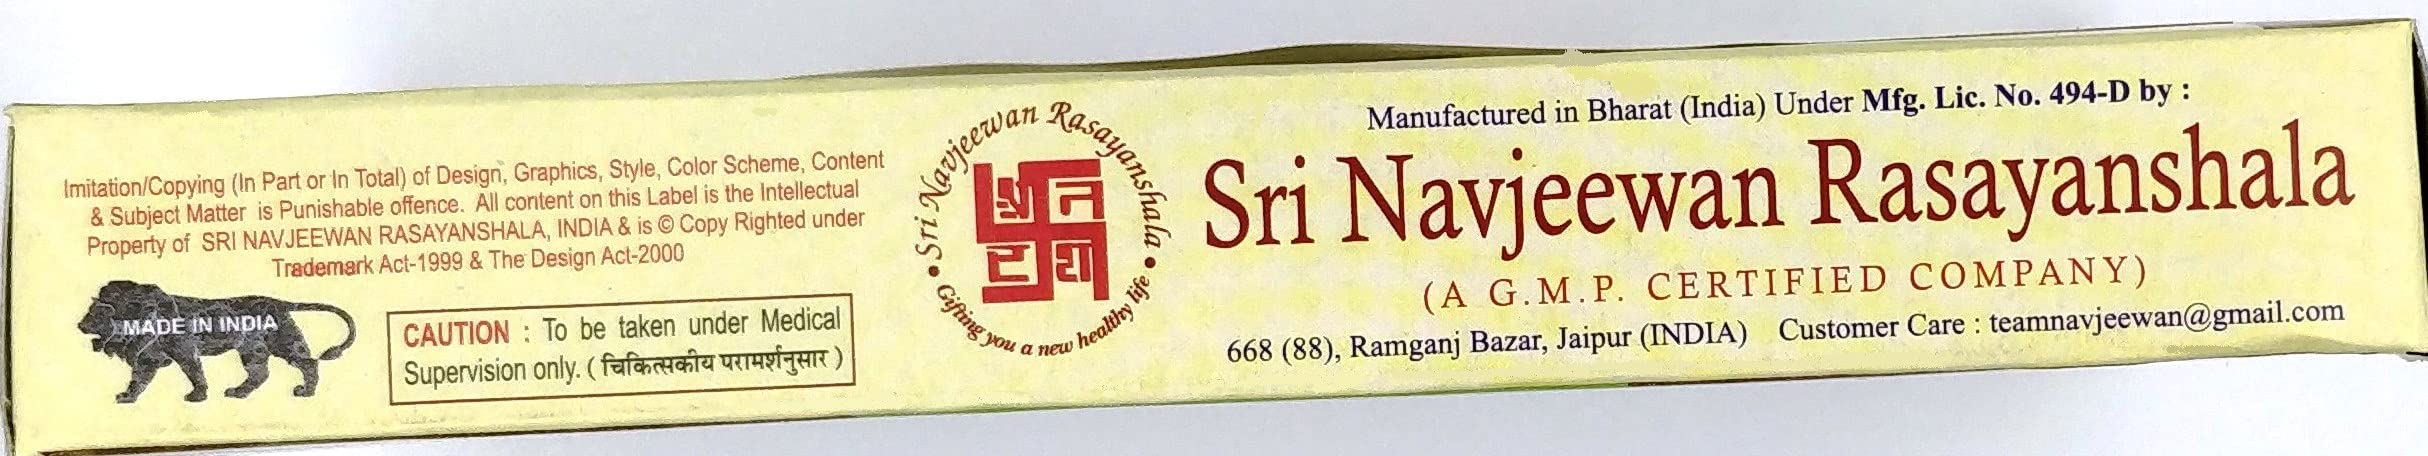 Imitation/Copying (In Part or In Total) of Design, Graphics, Style, Color Scheme, Content
& Subject Matter is Punishable offence. All content on this Label is the Intellectual
Property of SRI NAVJEEWAN RASAYANSHALA, INDIA & is © Copy Righted under
Trademark Act-1999 & The Design Act-2000
MADE IN INDIA
CAUTION : To be taken under Medical
Supervision only. ( चिकित्सकीय परामर्शनुसार )
Sri Navjeewan Rasayanshala
Gifting you a new healthy life
Manufactured in Bharat (India) Under Mfg. Lic. No. 494-D by :
Sri Navjeewan Rasayanshala
(A G.M.P. CERTIFIED COMPANY)
668 (88), Ramganj Bazar, Jaipur (INDIA) Customer Care : teamnavjeewan@gmail.com